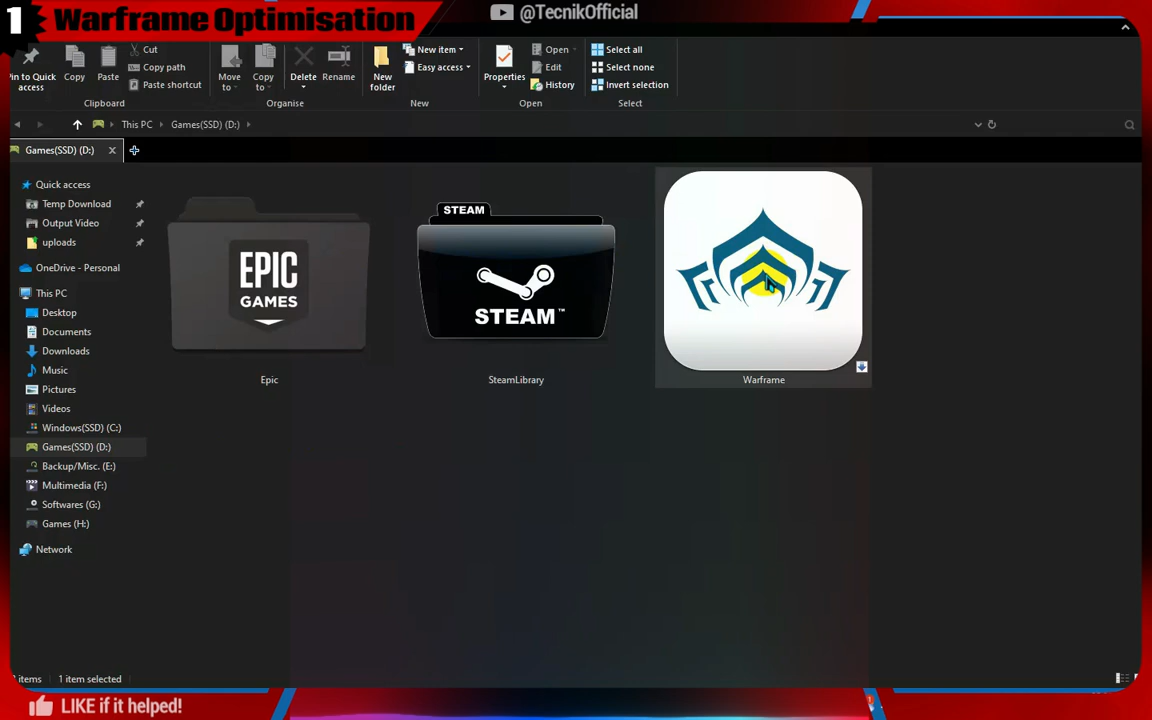 1 Warframe Optimisation
@TecnikOfficial
Pin to Quick access
Copy
Paste
Cut
Copy path
Paste shortcut
Clipboard
Move to
Copy to
Delete
Rename
Organise
New folder
New item
Easy access
New
Properties
Open
Edit
History
Open
Select all
Select none
Invert selection
Select
This PC
Games(SSD) (D:)
Games(SSD) (D:)
Quick access
Temp Download
Output Video
uploads
OneDrive - Personal
This PC
Desktop
Documents
Downloads
Music
Pictures
Videos
Windows(SSD) (C:)
Games(SSD) (D:)
Backup/Misc. (E:)
Multimedia (F:)
Softwares (G:)
Games (H:)
Network
EPIC
GAMES
Epic
STEAM
STEAM™
SteamLibrary
Warframe
items
1 item selected
LIKE if it helped!